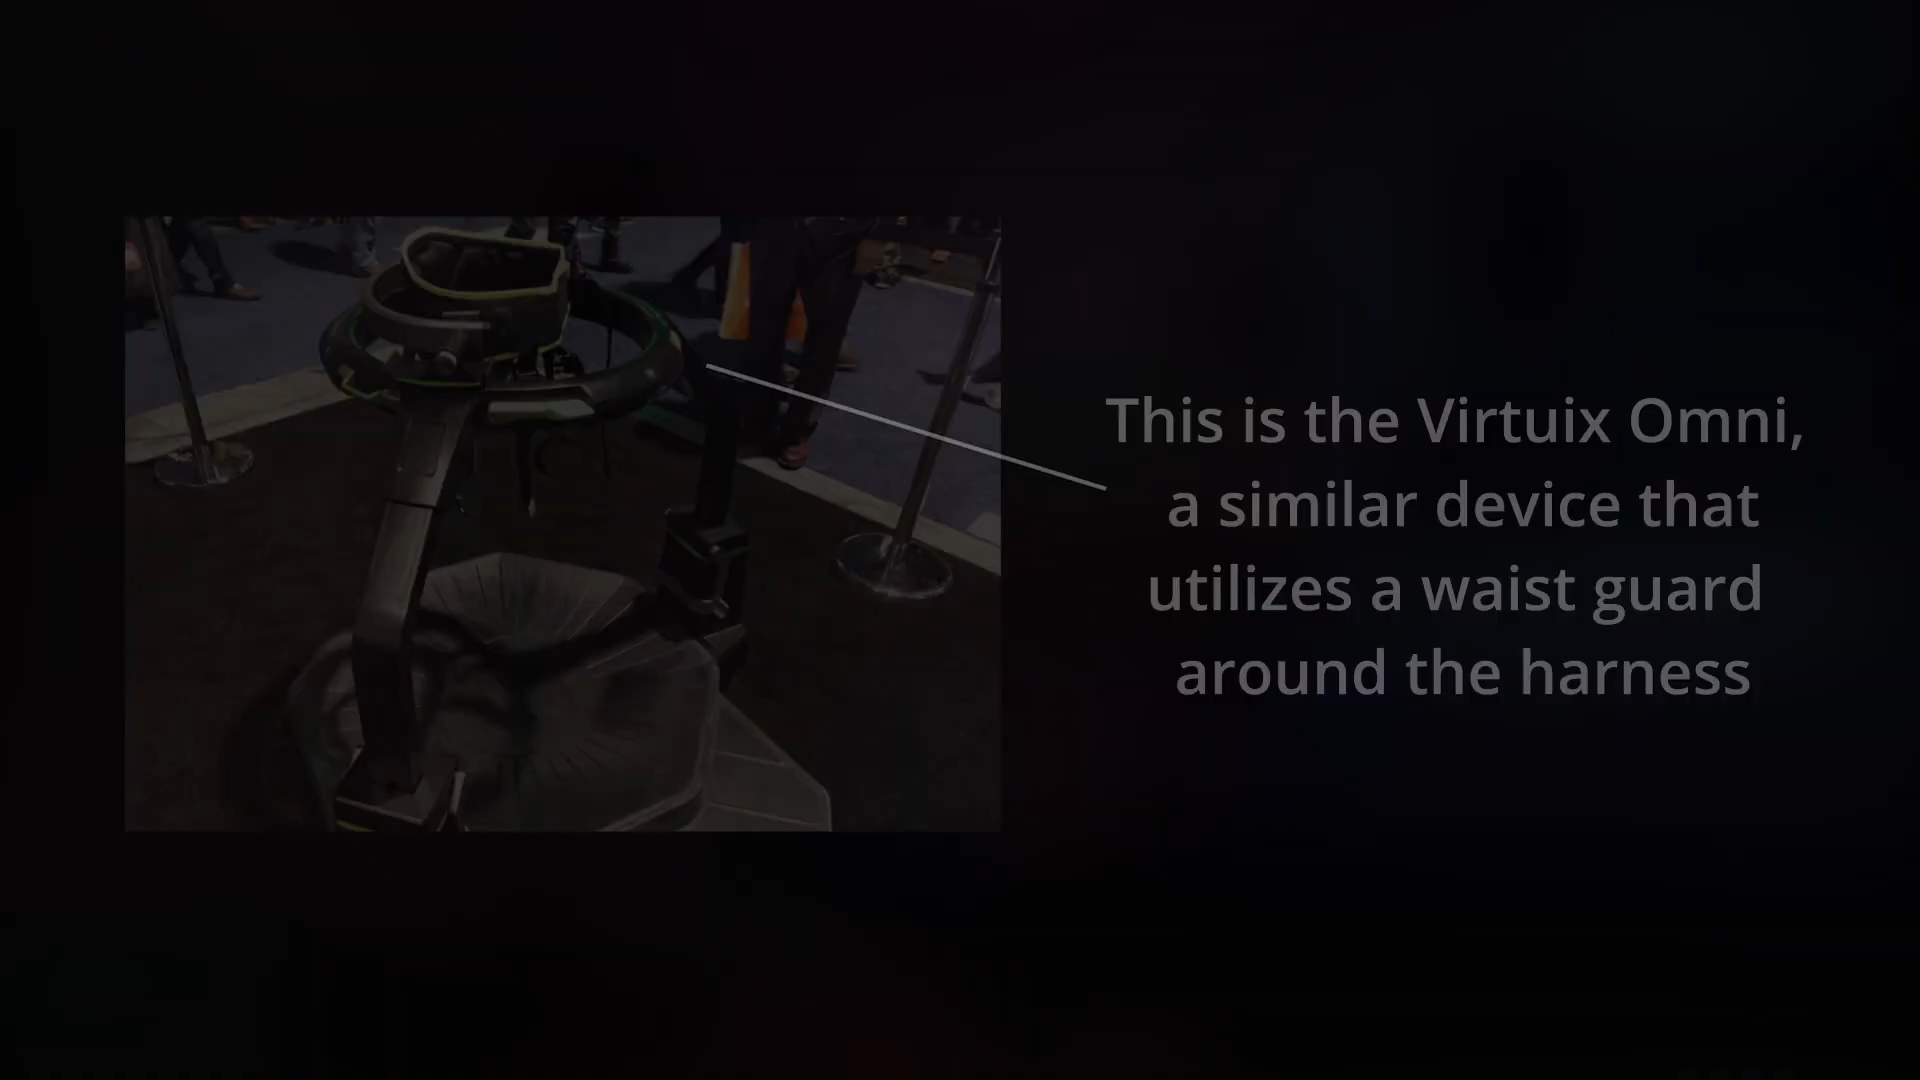 This is the Virtuix Omni,
a similar device that
utilizes a waist guard
around the harness